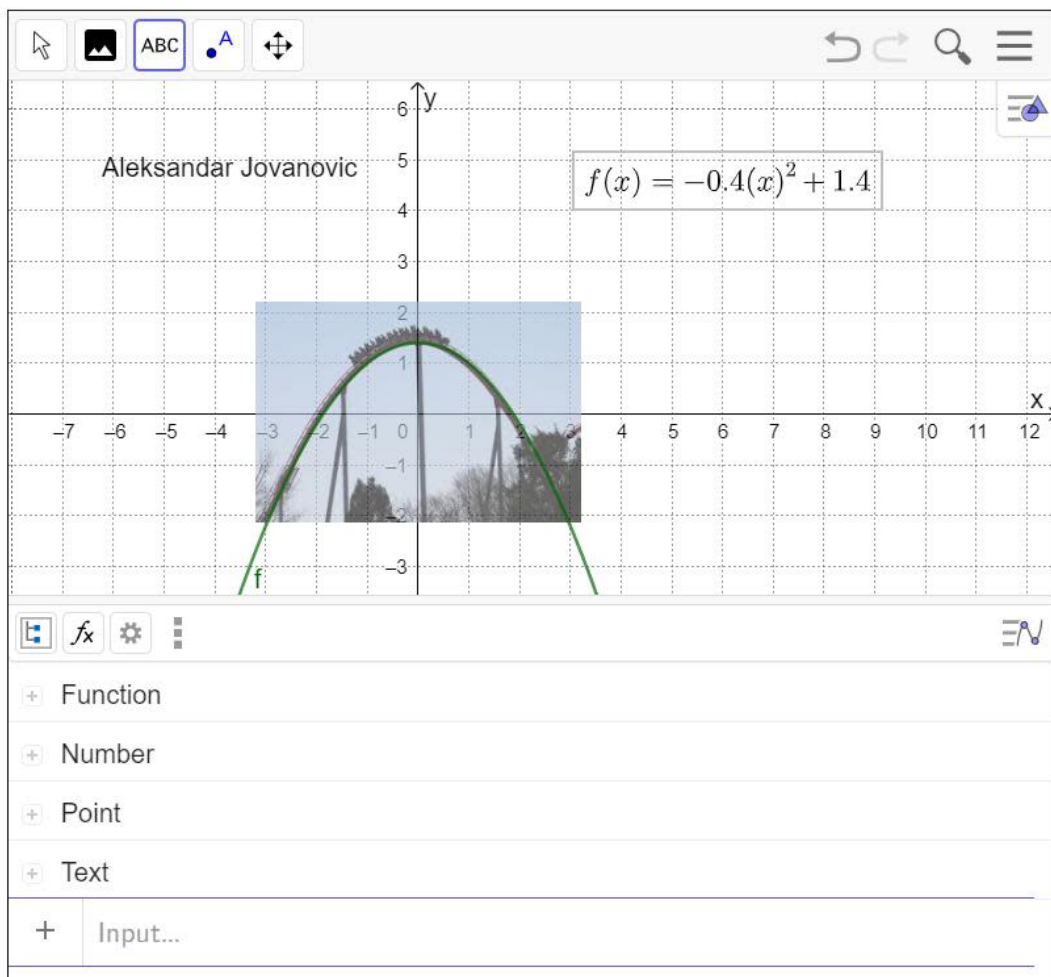 ABC
A
y
6
Aleksandar Jovanovic
5
f(x) = −0.4(x)² + 1.4
4
3
2
1
x
–7 –6 –5 –4 –3 –2 –1 0 1 2 3 4 5 6 7 8 9 10 11 12
–1
–2
–3
f
fx
Function
Number
Point
Text
+ Input...